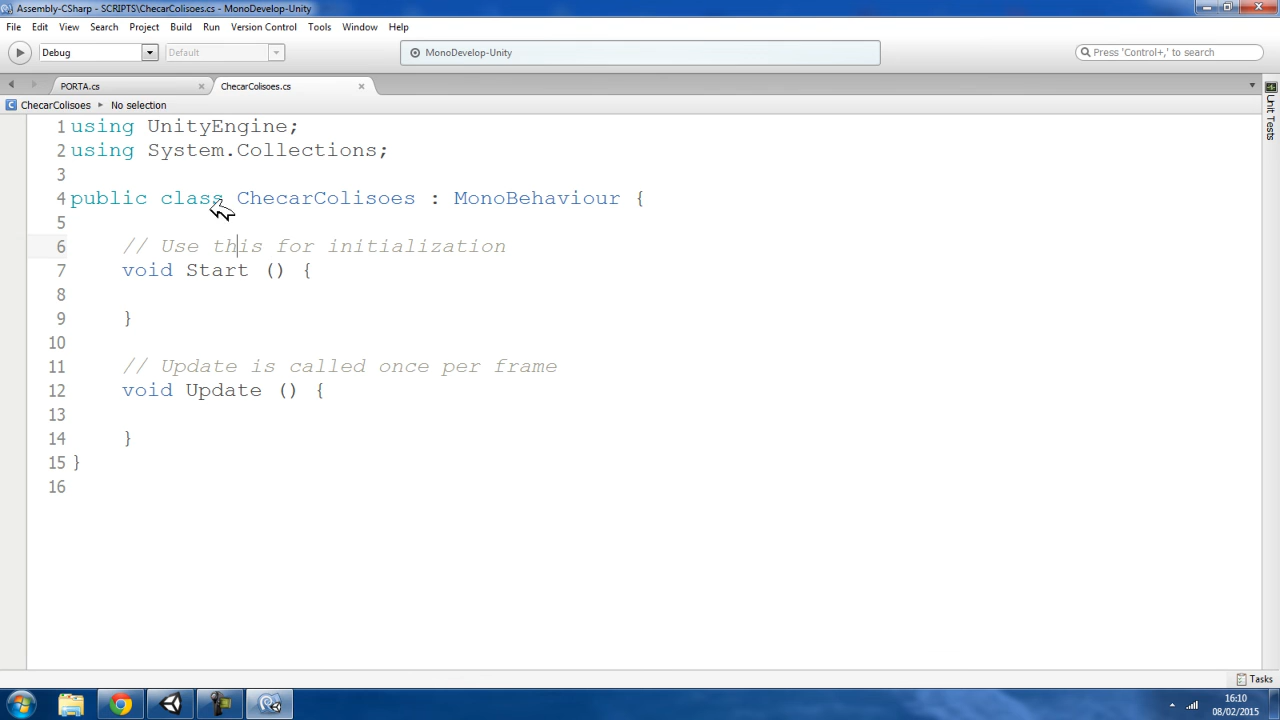 Assembly-CSharp - SCRIPTS\ChecarColisoes.cs - MonoDevelop-Unity
File Edit View Search Project Build Run Version Control Tools Window Help
Debug Default MonoDevelop-Unity Press 'Control+,' to search
PORTA.cs ChecarColisoes.cs
C ChecarColisoes No selection
Unit Tests
1 using UnityEngine;
2 using System.Collections;
3
4 public class ChecarColisoes : MonoBehaviour {
5
6 // Use this for initialization
7 void Start () {
8
9 }
10
11 // Update is called once per frame
12 void Update () {
13
14 }
15 }
16
Tasks
16:10
08/02/2015